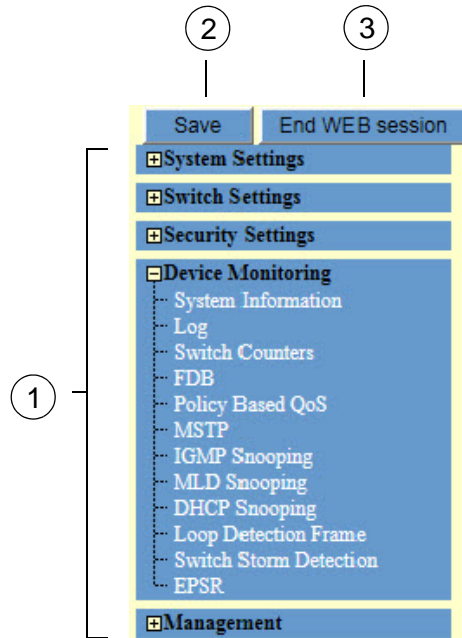 2 3
Save End WEB session
System Settings
Switch Settings
Security Settings
Device Monitoring
System Information
Log
Switch Counters
FDB
Policy Based QoS
MSTP
1
IGMP Snooping
MLD Snooping
DHCP Snooping
Loop Detection Frame
Switch Storm Detection
EPSR
Management